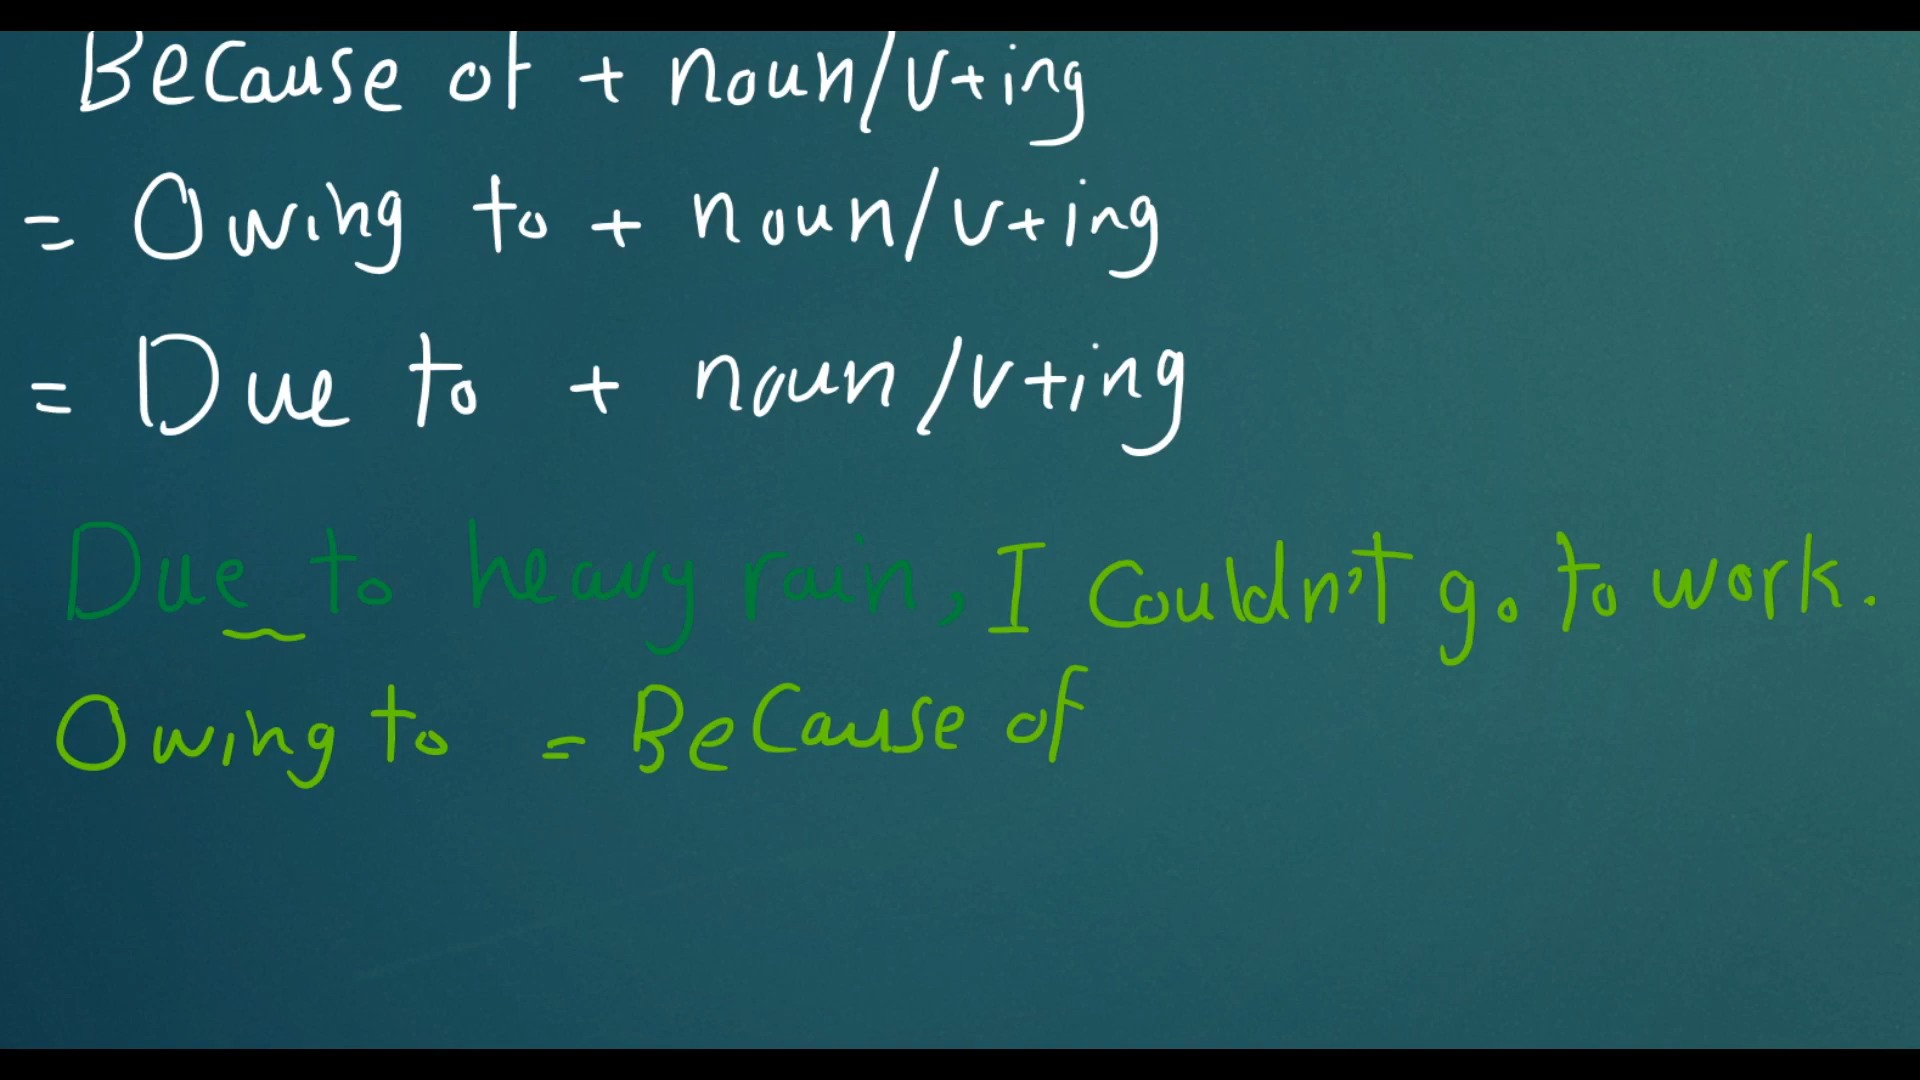 Because of + noun/v+ing
= Owing to + noun/v+ing
= Due to + noun/v+ing
Due to heavy rain, I couldn't go to work.
Owing to = Because of